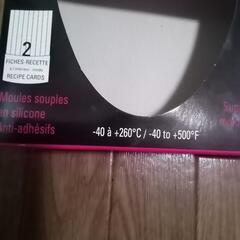 2
FICHES-RECETTE
RECIPE CARDS
Moules souples
en silicone
Anti-adhésifs
-40 à +260°C / -40 to +500°F